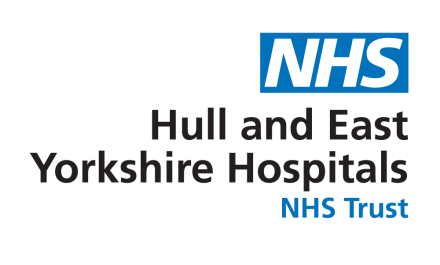 NHS
Hull and East
Yorkshire Hospitals
NHS Trust